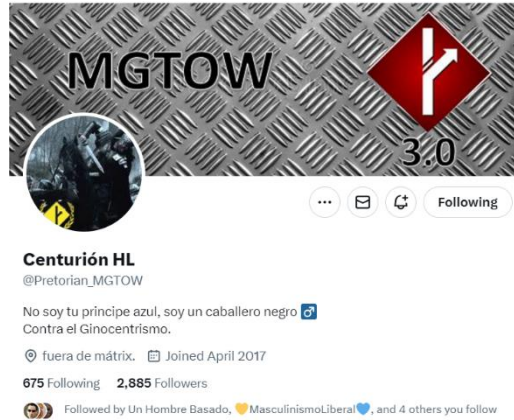 MGTOW
3.0
Following
Centurión HL
@Pretorian_MGTOW
No soy tu principe azul, soy un caballero negro ♂
Contra el Ginocentrismo.
fuera de mátrix. Joined April 2017
675 Following 2,885 Followers
Followed by Un Hombre Basado, 💛MasculinismoLiberal💙, and 4 others you follow